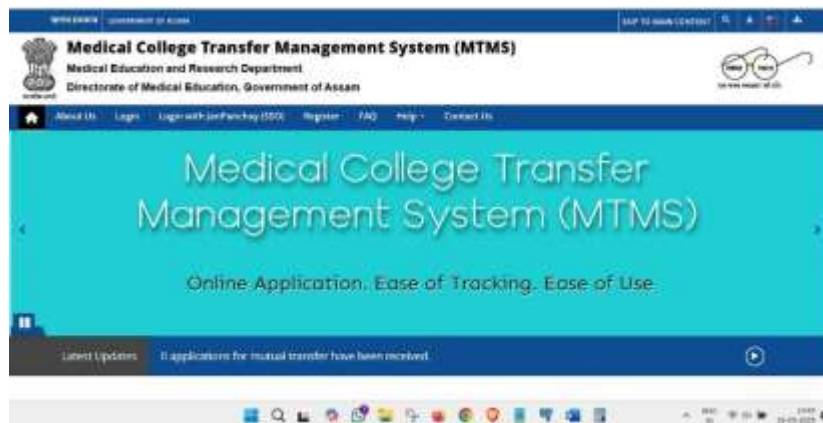 GOVERNMENT OF ASSAM
SKIP TO MAIN CONTENT
Medical College Transfer Management System (MTMS)
Medical Education and Research Department
Directorate of Medical Education, Government of Assam
About Us Login Login with JanParichay (SSO) Register FAQ Help Contact Us
Medical College Transfer
Management System (MTMS)
Online Application. Ease of Tracking. Ease of Use
Latest Updates 0 applications for mutual transfer have been received.